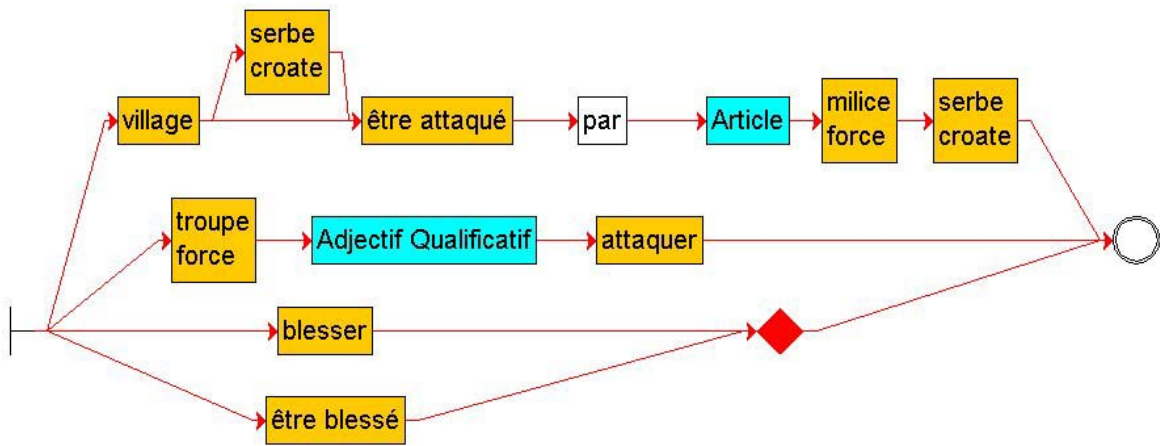 serbe
croate
village
être attaqué
par
Article
milice
force
serbe
croate
troupe
force
Adjectif Qualificatif
attaquer
blesser
être blessé